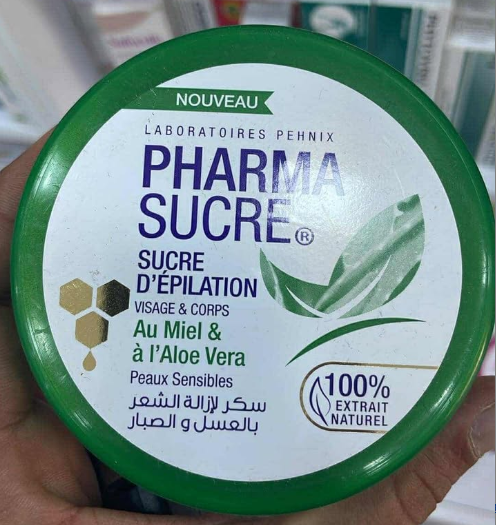 NOUVEAU
LABORATOIRES PEHNIX
PHARMA
SUCRE®
SUCRE
D'ÉPILATION
VISAGE & CORPS
Au Miel &
à l'Aloe Vera
Peaux Sensibles
سكر لإزالة الشعر
بالعسل و الصبار
100%
EXTRAIT
NATUREL